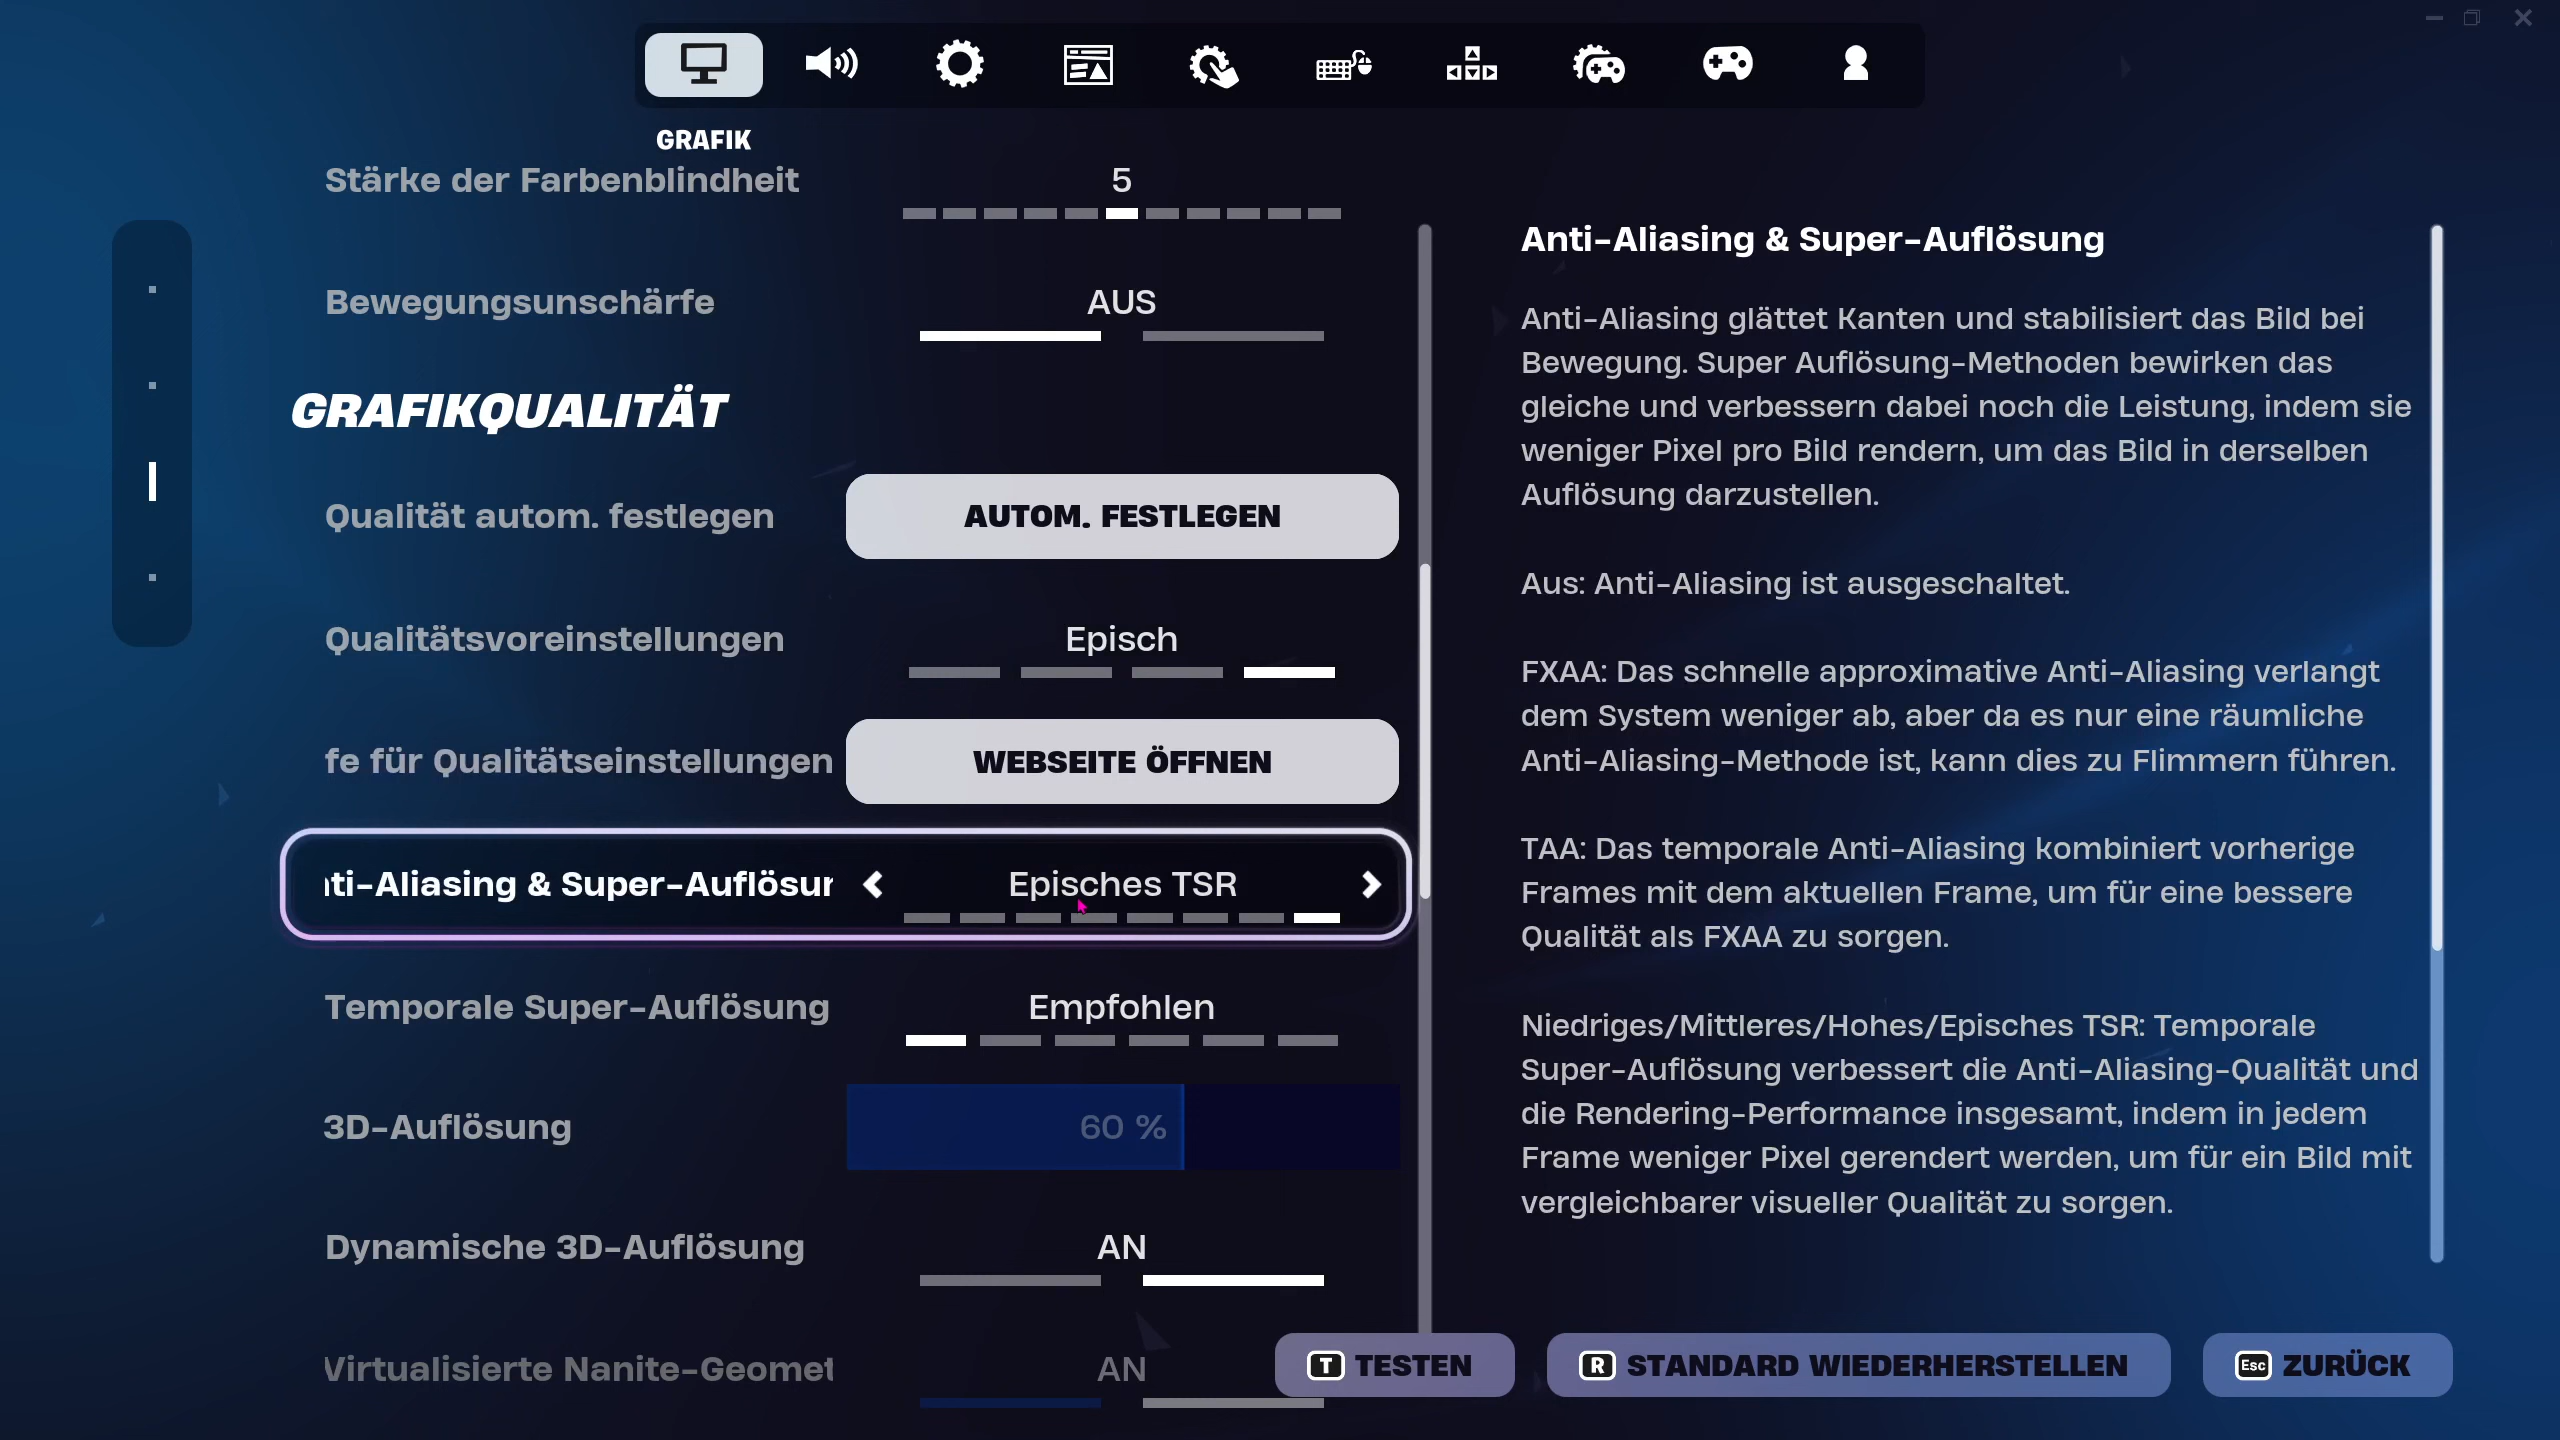 GRAFIK
Stärke der Farbenblindheit
5
Bewegungsunschärfe
AUS
GRAFIKQUALITÄT
Qualität autom. festlegen
AUTOM. FESTLEGEN
Qualitätsvoreinstellungen
Episch
fe für Qualitätseinstellungen
WEBSEITE ÖFFNEN
ti-Aliasing & Super-Auflösur
Episches TSR
Temporale Super-Auflösung
Empfohlen
3D-Auflösung
60 %
Dynamische 3D-Auflösung
AN
Virtualisierte Nanite-Geomet
AN
Anti-Aliasing & Super-Auflösung
Anti-Aliasing glättet Kanten und stabilisiert das Bild bei
Bewegung. Super Auflösung-Methoden bewirken das
gleiche und verbessern dabei noch die Leistung, indem sie
weniger Pixel pro Bild rendern, um das Bild in derselben
Auflösung darzustellen.
Aus: Anti-Aliasing ist ausgeschaltet.
FXAA: Das schnelle approximative Anti-Aliasing verlangt
dem System weniger ab, aber da es nur eine räumliche
Anti-Aliasing-Methode ist, kann dies zu Flimmern führen.
TAA: Das temporale Anti-Aliasing kombiniert vorherige
Frames mit dem aktuellen Frame, um für eine bessere
Qualität als FXAA zu sorgen.
Niedriges/Mittleres/Hohes/Episches TSR: Temporale
Super-Auflösung verbessert die Anti-Aliasing-Qualität und
die Rendering-Performance insgesamt, indem in jedem
Frame weniger Pixel gerendert werden, um für ein Bild mit
vergleichbarer visueller Qualität zu sorgen.
T TESTEN
R STANDARD WIEDERHERSTELLEN
Esc ZURÜCK